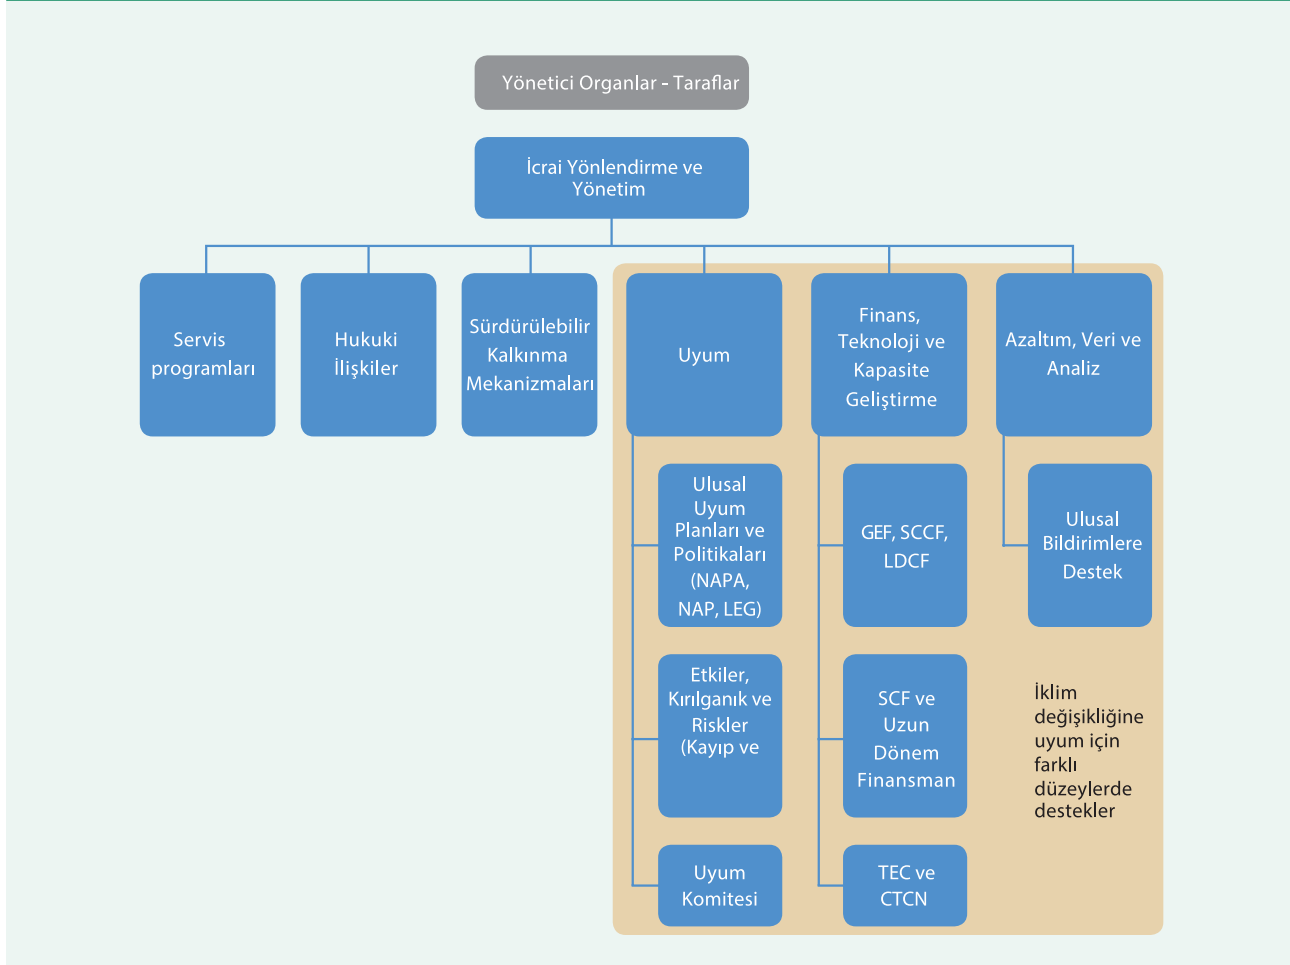 Yönetici Organlar - Taraflar
İcrai Yönlendirme ve
Yönetim
Servis
programları
Hukuki
İlişkiler
Sürdürülebilir
Kalkınma
Mekanizmaları
Uyum
Finans,
Teknoloji ve
Kapasite
Geliştirme
Azaltım, Veri ve
Analiz
Ulusal
Uyum
Planları ve
Politikaları
(NAPA,
NAP, LEG)
GEF, SCCF,
LDCF
Ulusal
Bildirimlere
Destek
Etkiler,
Kırılganık ve
Riskler
(Kayıp ve
SCF ve
Uzun
Dönem
Finansman
İklim
değişikliğine
uyum için
farklı
düzeylerde
destekler
Uyum
Komitesi
TEC ve
CTCN